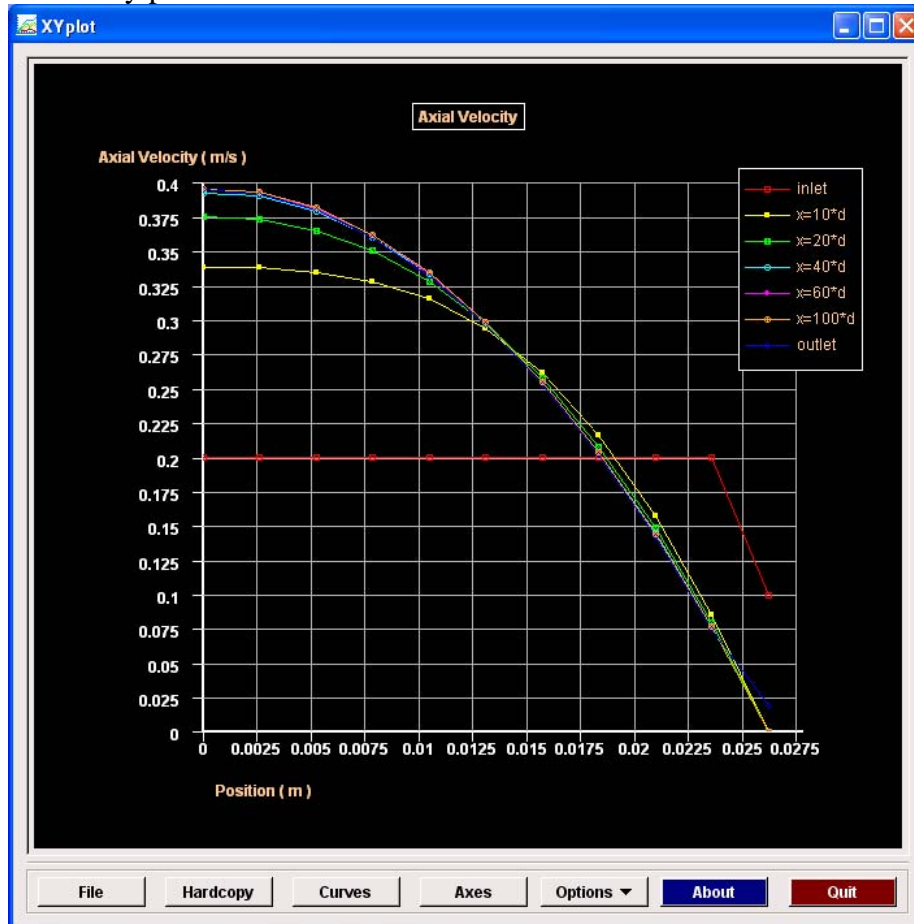 XYplot
Axial Velocity
Axial Velocity ( m/s )
0.4
0.375
0.35
0.325
0.3
0.275
0.25
0.225
0.2
0.175
0.15
0.125
0.1
0.075
0.05
0.025
0
inlet
x=10*d
x=20*d
x=40*d
x=60*d
x=100*d
outlet
0 0.0025 0.005 0.0075 0.01 0.0125 0.015 0.0175 0.02 0.0225 0.025 0.0275
Position ( m )
File Hardcopy Curves Axes Options About Quit